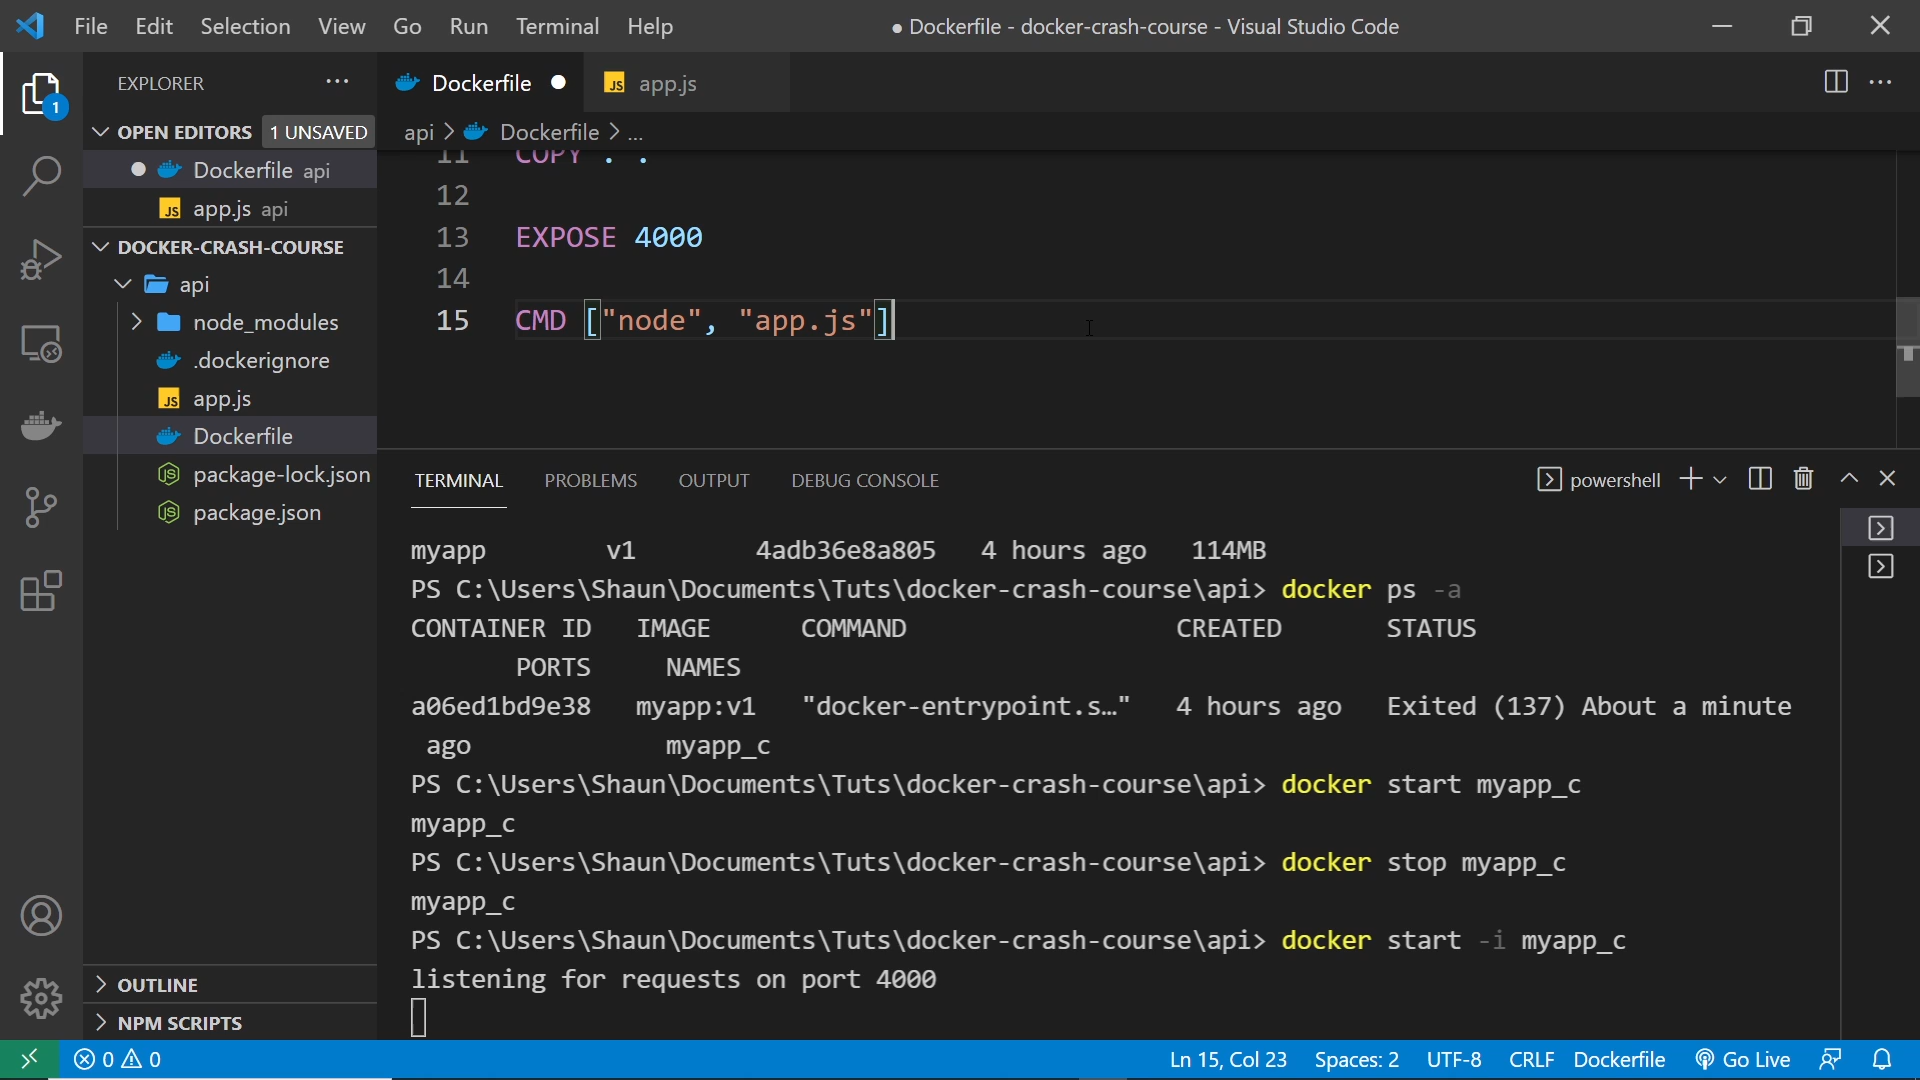 File Edit Selection View Go Run Terminal Help
● Dockerfile - docker-crash-course - Visual Studio Code
EXPLORER
1
OPEN EDITORS 1 UNSAVED
Dockerfile api
app.js api
DOCKER-CRASH-COURSE
api
node_modules
.dockerignore
app.js
Dockerfile
package-lock.json
package.json
OUTLINE
NPM SCRIPTS
Dockerfile
JS app.js
api > Dockerfile > ...
11 COPY . .
12
13 EXPOSE 4000
14
15 CMD ["node", "app.js"]
TERMINAL PROBLEMS OUTPUT DEBUG CONSOLE
powershell
myapp v1 4adb36e8a805 4 hours ago 114MB
PS C:\Users\Shaun\Documents\Tuts\docker-crash-course\api> docker ps -a
CONTAINER ID IMAGE COMMAND CREATED STATUS
PORTS NAMES
a06ed1bd9e38 myapp:v1 "docker-entrypoint.s…" 4 hours ago Exited (137) About a minute
ago myapp_c
PS C:\Users\Shaun\Documents\Tuts\docker-crash-course\api> docker start myapp_c
myapp_c
PS C:\Users\Shaun\Documents\Tuts\docker-crash-course\api> docker stop myapp_c
myapp_c
PS C:\Users\Shaun\Documents\Tuts\docker-crash-course\api> docker start -i myapp_c
listening for requests on port 4000
0 0
Ln 15, Col 23 Spaces: 2 UTF-8 CRLF Dockerfile Go Live